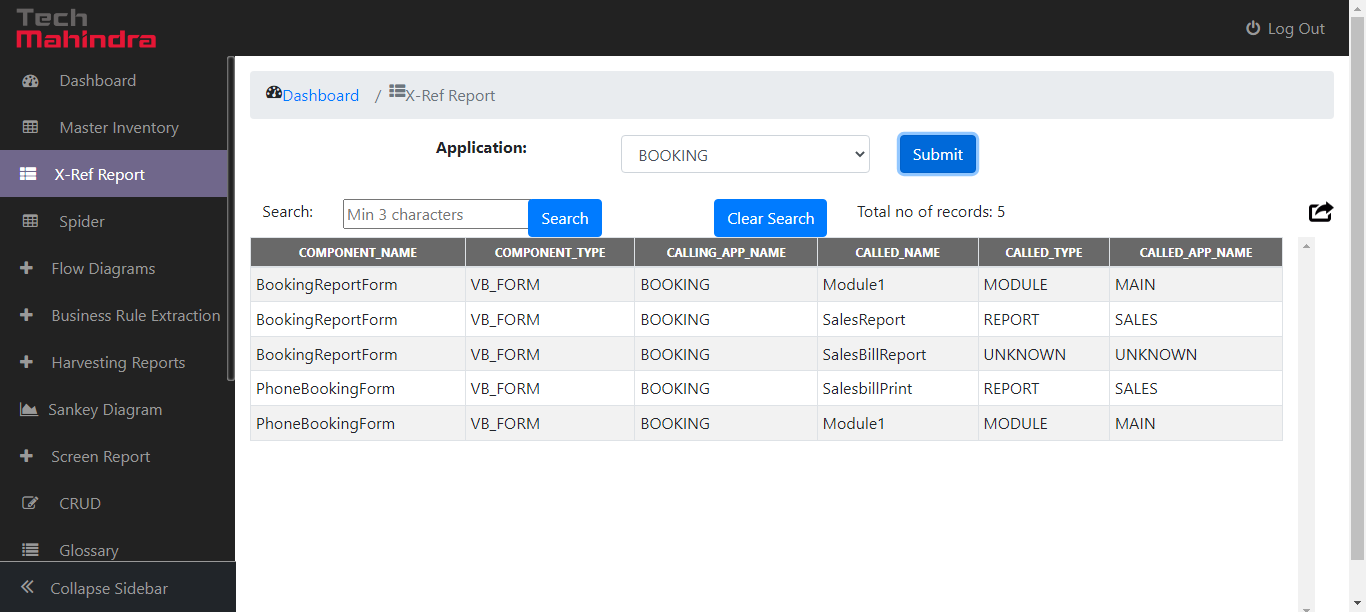 Tech
Mahindra
Log Out
Dashboard
Master Inventory
X-Ref Report
Spider
Flow Diagrams
Business Rule Extraction
Harvesting Reports
Sankey Diagram
Screen Report
CRUD
Glossary
Collapse Sidebar
Dashboard / X-Ref Report
Application: BOOKING Submit
Search: Min 3 characters Search Clear Search Total no of records: 5
COMPONENT_NAME COMPONENT_TYPE CALLING_APP_NAME CALLED_NAME CALLED_TYPE CALLED_APP_NAME
BookingReportForm VB_FORM BOOKING Module1 MODULE MAIN
BookingReportForm VB_FORM BOOKING SalesReport REPORT SALES
BookingReportForm VB_FORM BOOKING SalesBillReport UNKNOWN UNKNOWN
PhoneBookingForm VB_FORM BOOKING SalesbillPrint REPORT SALES
PhoneBookingForm VB_FORM BOOKING Module1 MODULE MAIN